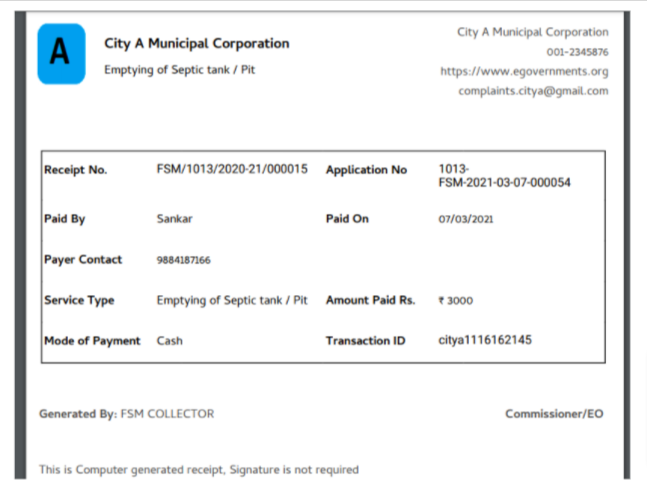 A
City A Municipal Corporation
Emptying of Septic tank / Pit
City A Municipal Corporation
001-2345876
https://www.egovernments.org
complaints.citya@gmail.com
Receipt No. FSM/1013/2020-21/000015 Application No 1013-
FSM-2021-03-07-000054
Paid By Sankar Paid On 07/03/2021
Payer Contact 9884187166
Service Type Emptying of Septic tank / Pit Amount Paid Rs. ₹ 3000
Mode of Payment Cash Transaction ID citya1116162145
Generated By: FSM COLLECTOR Commissioner/EO
This is Computer generated receipt, Signature is not required